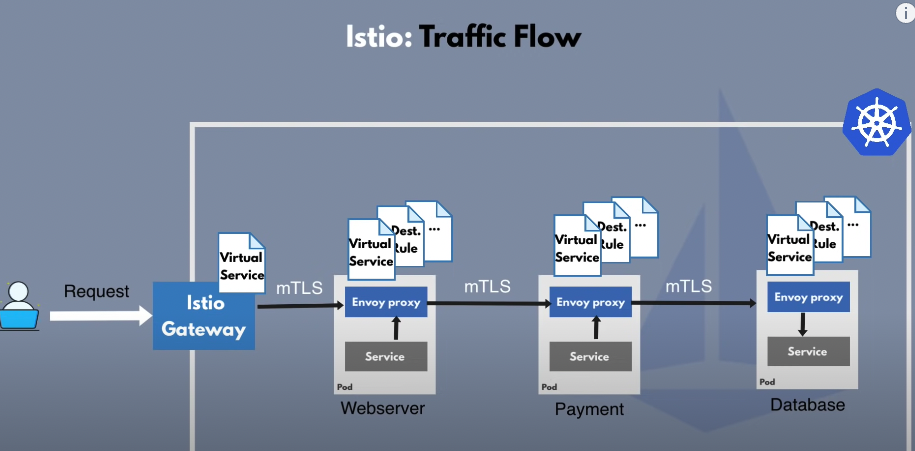 Istio: Traffic Flow
i
Request
Virtual
Service
Istio
Gateway
mTLS
Virtual
Service
Dest.
Rule
...
Envoy proxy
Service
Pod
Webserver
mTLS
Virtual
Service
Dest.
Rule
...
Envoy proxy
Service
Pod
Payment
mTLS
Virtual
Service
Dest.
Rule
...
Envoy proxy
Service
Pod
Database